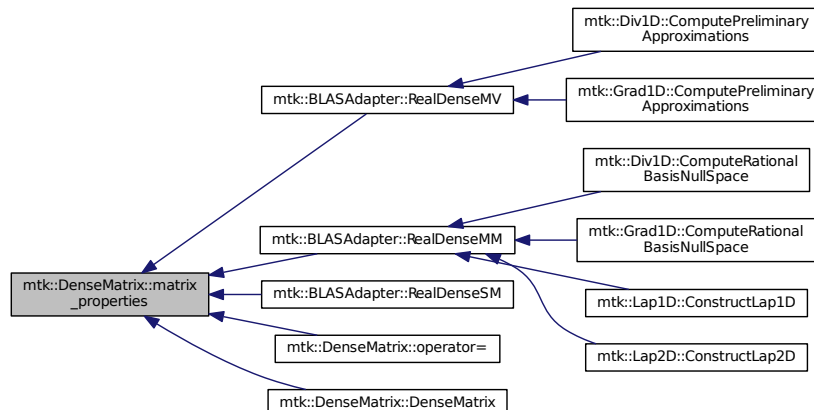 mtk::Div1D::ComputePreliminary
Approximations
mtk::BLASAdapter::RealDenseMV
mtk::Grad1D::ComputePreliminary
Approximations
mtk::Div1D::ComputeRational
BasisNullSpace
mtk::BLASAdapter::RealDenseMM
mtk::Grad1D::ComputeRational
BasisNullSpace
mtk::DenseMatrix::matrix
_properties
mtk::BLASAdapter::RealDenseSM
mtk::Lap1D::ConstructLap1D
mtk::DenseMatrix::operator=
mtk::Lap2D::ConstructLap2D
mtk::DenseMatrix::DenseMatrix